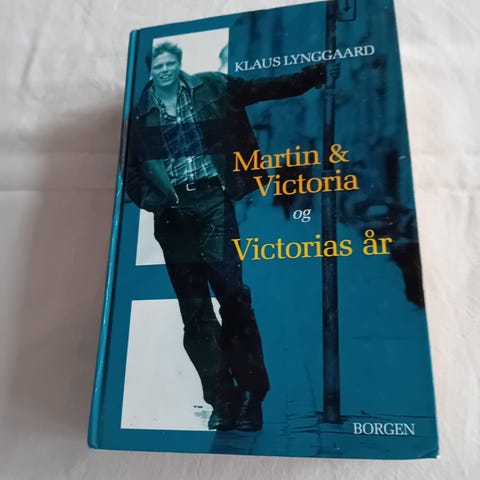 KLAUS LYNGGAARD
Martin &
Victoria
og
Victorias år
BORGEN